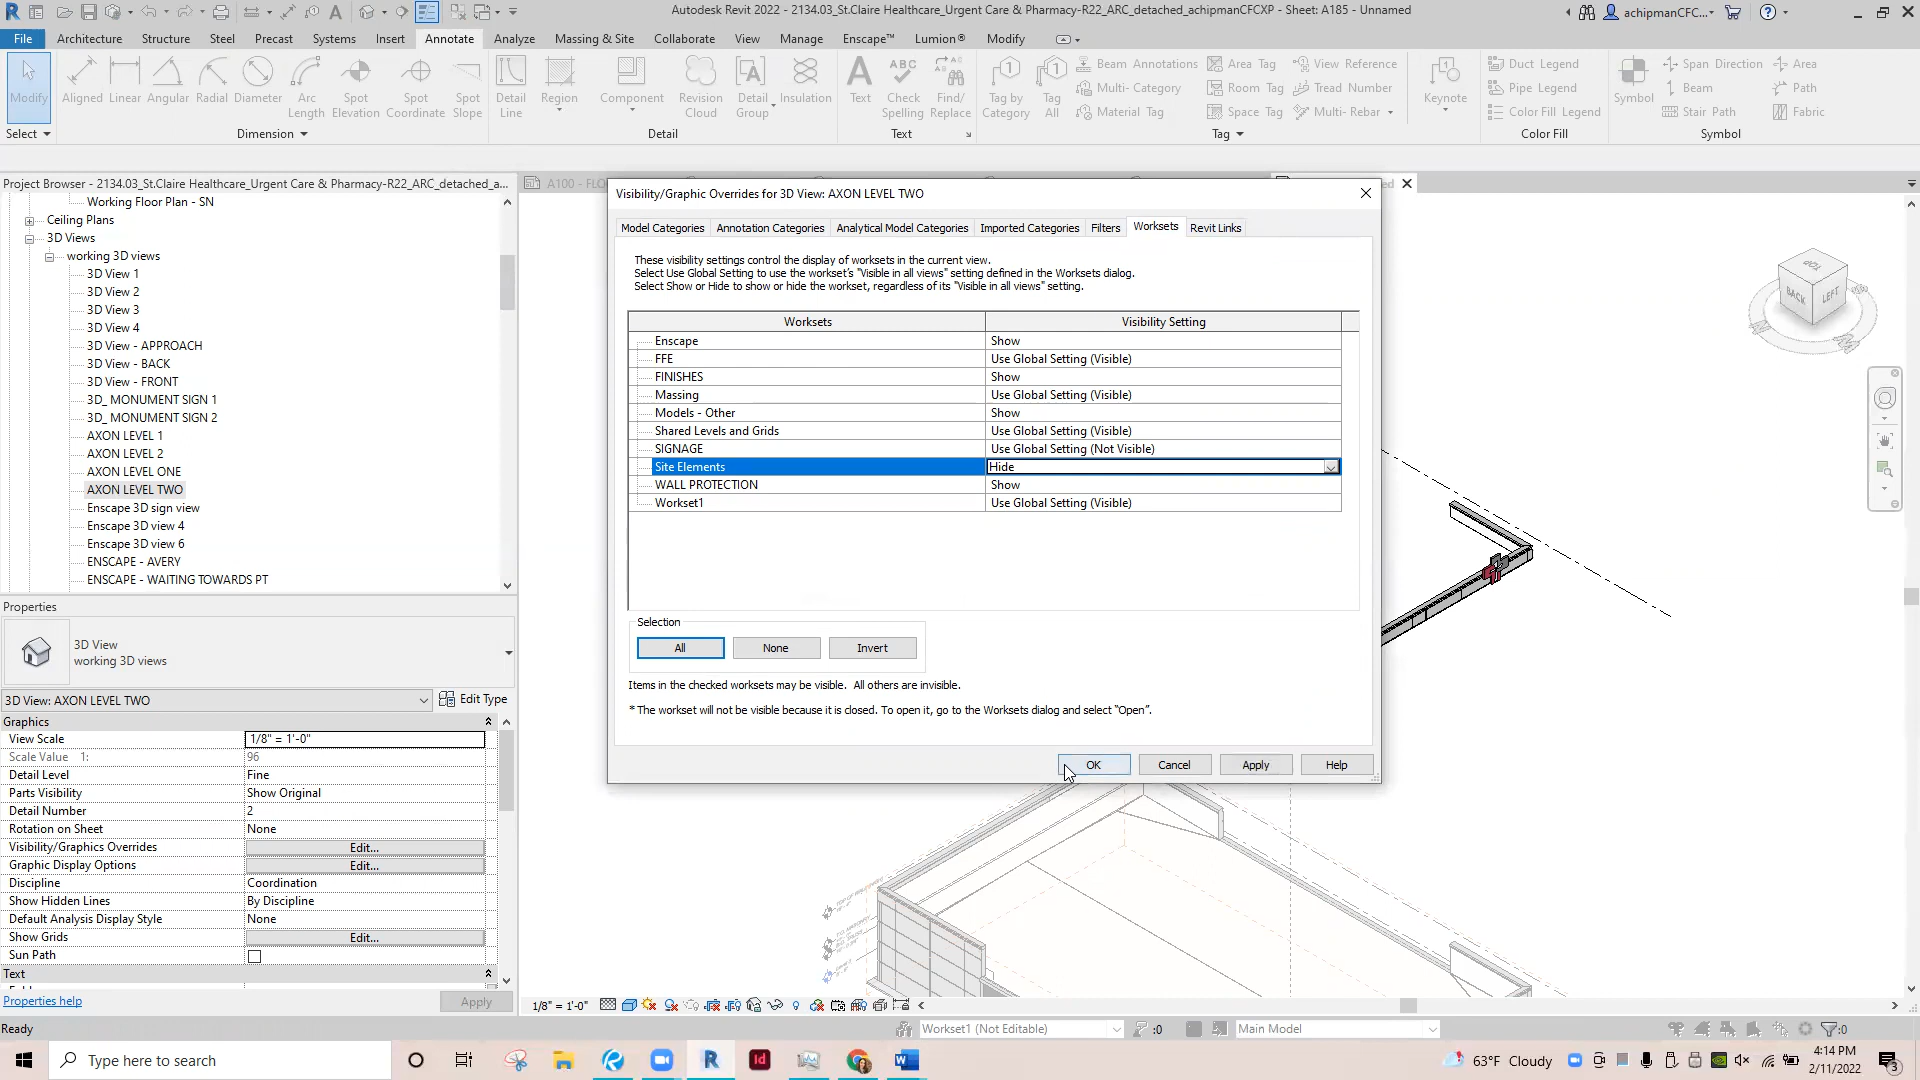 Autodesk Revit 2022 - 2134.03_St.Claire Healthcare_Urgent Care & Pharmacy-R22_ARC_detached_achipmanCFCXP - Sheet: A185 - Unnamed
achipmanCFC...
File Architecture Structure Steel Precast Systems Insert Annotate Analyze Massing & Site Collaborate View Manage Enscape™ Lumion® Modify
Modify
Aligned Linear Angular Radial Diameter Arc Length Spot Elevation Spot Coordinate Spot Slope
Detail Line Region Component Revision Cloud Detail Group Insulation
Text Check Spelling Find/ Replace
Tag by Category Tag All
Beam Annotations Area Tag View Reference
Multi- Category Room Tag Tread Number
Material Tag Space Tag Multi- Rebar
Keynote
Duct Legend
Pipe Legend
Color Fill Legend
Symbol
Span Direction Area
Beam Path
Stair Path Fabric
Select Dimension Detail Text Tag Color Fill Symbol
Project Browser - 2134.03_St.Claire Healthcare_Urgent Care & Pharmacy-R22_ARC_detached_a...
Working Floor Plan - SN
Ceiling Plans
3D Views
working 3D views
3D View 1
3D View 2
3D View 3
3D View 4
3D View - APPROACH
3D View - BACK
3D View - FRONT
3D_ MONUMENT SIGN 1
3D_ MONUMENT SIGN 2
AXON LEVEL 1
AXON LEVEL 2
AXON LEVEL ONE
AXON LEVEL TWO
Enscape 3D sign view
Enscape 3D view 4
Enscape 3D view 6
ENSCAPE - AVERY
ENSCAPE - WAITING TOWARDS PT
Properties
3D View
working 3D views
3D View: AXON LEVEL TWO Edit Type
Graphics
View Scale 1/8" = 1'-0"
Scale Value 1: 96
Detail Level Fine
Parts Visibility Show Original
Detail Number 2
Rotation on Sheet None
Visibility/Graphics Overrides Edit...
Graphic Display Options Edit...
Discipline Coordination
Show Hidden Lines By Discipline
Default Analysis Display Style None
Show Grids Edit...
Sun Path
Text
Properties help Apply
A100 - FLO
Visibility/Graphic Overrides for 3D View: AXON LEVEL TWO
Model Categories Annotation Categories Analytical Model Categories Imported Categories Filters Worksets Revit Links
These visibility settings control the display of worksets in the current view.
Select Use Global Setting to use the workset's "Visible in all views" setting defined in the Worksets dialog.
Select Show or Hide to show or hide the workset, regardless of its "Visible in all views" setting.
Worksets Visibility Setting
Enscape Show
FFE Use Global Setting (Visible)
FINISHES Show
Massing Use Global Setting (Visible)
Models - Other Show
Shared Levels and Grids Use Global Setting (Visible)
SIGNAGE Use Global Setting (Not Visible)
Site Elements Hide
WALL PROTECTION Show
Workset1 Use Global Setting (Visible)
Selection
All None Invert
Items in the checked worksets may be visible. All others are invisible.
* The workset will not be visible because it is closed. To open it, go to the Worksets dialog and select "Open".
OK Cancel Apply Help
TOP
BACK LEFT
1/8" = 1'-0"
Ready
Workset1 (Not Editable) :0 Main Model :0
Type here to search
63°F Cloudy
4:14 PM
2/11/2022
3